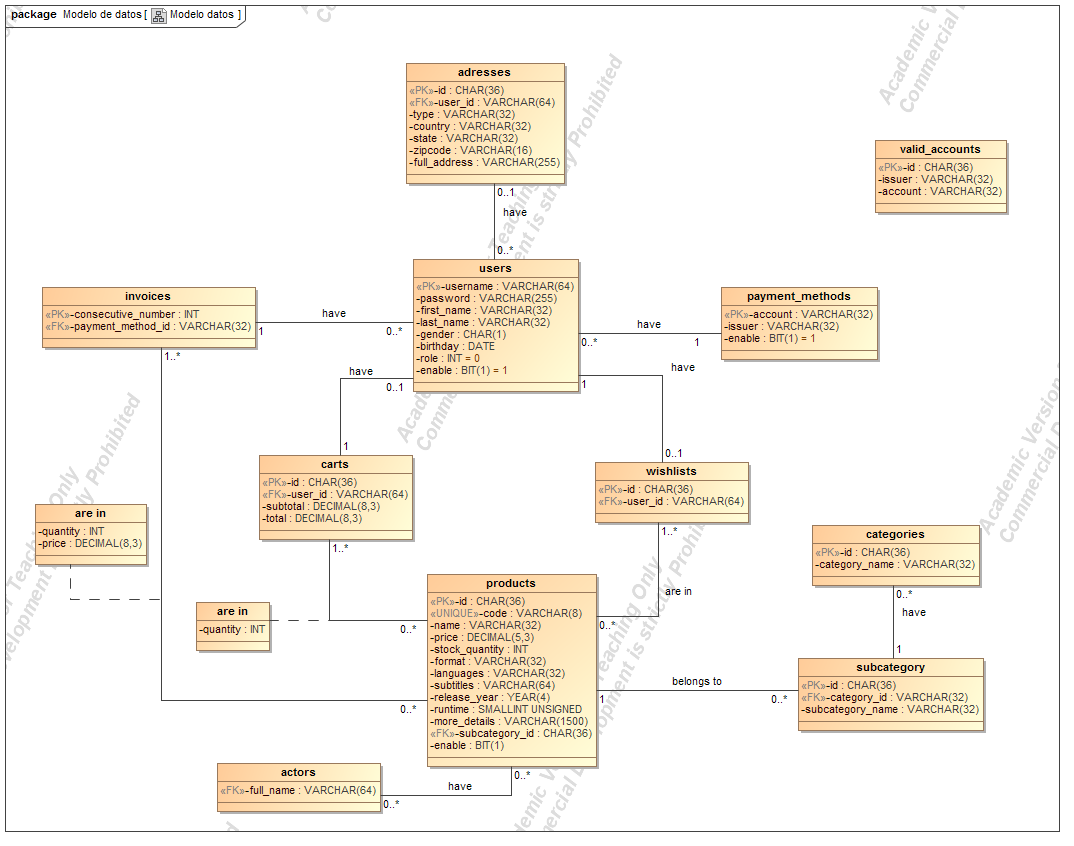 package Modelo de datos [ Modelo datos ]
adresses
«PK»-id : CHAR(36)
«FK»-user_id : VARCHAR(64)
-type : VARCHAR(32)
-country : VARCHAR(32)
-state : VARCHAR(32)
-zipcode : VARCHAR(16)
-full_address : VARCHAR(255)
valid_accounts
«PK»-id : CHAR(36)
-issuer : VARCHAR(32)
-account : VARCHAR(32)
0..1
have
0..*
users
«PK»-username : VARCHAR(64)
-password : VARCHAR(255)
-first_name : VARCHAR(32)
-last_name : VARCHAR(32)
-gender : CHAR(1)
-birthday : DATE
-role : INT = 0
-enable : BIT(1) = 1
invoices
«PK»-consecutive_number : INT
«FK»-payment_method_id : VARCHAR(32)
1
have
0..*
1..*
payment_methods
«PK»-account : VARCHAR(32)
-issuer : VARCHAR(32)
-enable : BIT(1) = 1
0..*
have
1
have
0..1
1
have
1
0..1
carts
«PK»-id : CHAR(36)
«FK»-user_id : VARCHAR(64)
-subtotal : DECIMAL(8,3)
-total : DECIMAL(8,3)
1..*
wishlists
«PK»-id : CHAR(36)
«FK»-user_id : VARCHAR(64)
1..*
are in
0..*
are in
-quantity : INT
-price : DECIMAL(8,3)
are in
-quantity : INT
0..*
0..*
products
«PK»-id : CHAR(36)
«UNIQUE»-code : VARCHAR(8)
-name : VARCHAR(32)
-price : DECIMAL(5,3)
-stock_quantity : INT
-format : VARCHAR(32)
-languages : VARCHAR(32)
-subtitles : VARCHAR(64)
-release_year : YEAR(4)
-runtime : SMALLINT UNSIGNED
-more_details : VARCHAR(1500)
«FK»-subcategory_id : CHAR(36)
-enable : BIT(1)
categories
«PK»-id : CHAR(36)
-category_name : VARCHAR(32)
0..*
have
1
subcategory
«PK»-id : CHAR(36)
«FK»-category_id : VARCHAR(32)
-subcategory_name : VARCHAR(32)
1
belongs to
0..*
actors
«FK»-full_name : VARCHAR(64)
0..*
have
0..*
Academic Version
Commercial D